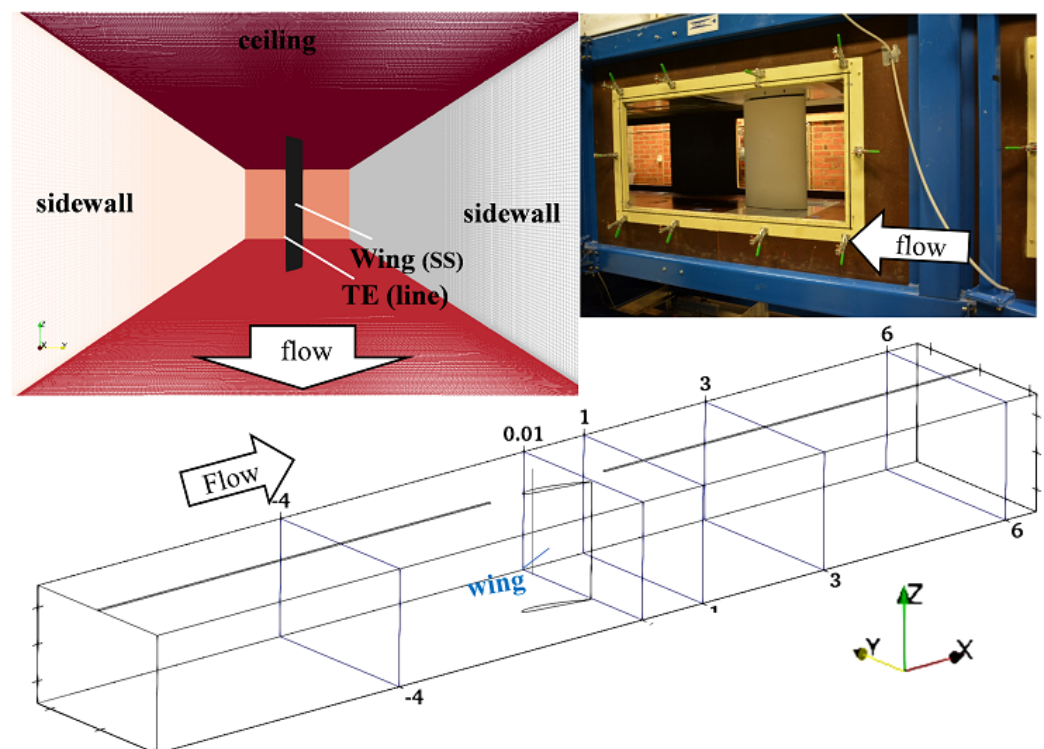 ceiling
sidewall
sidewall
Wing (SS)
TE (line)
flow
Z
X
Y
flow
6
3
1
0.01
Flow
-4
wing
6
3
1
-4
Z
Y
X